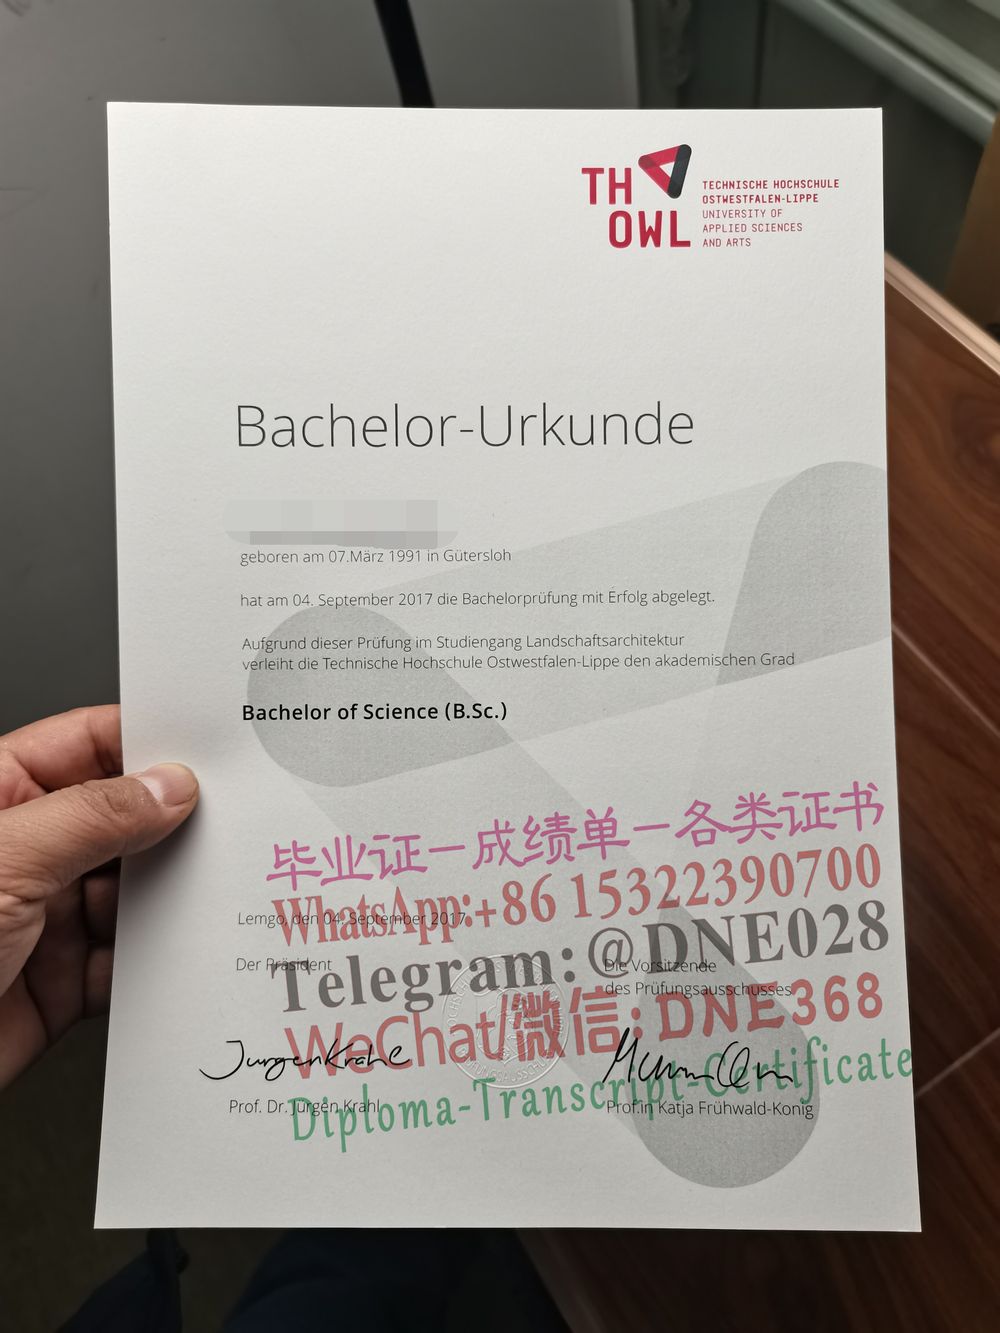 TH OWL
TECHNISCHE HOCHSCHULE
OSTWESTFALEN-LIPPE
UNIVERSITY OF
APPLIED SCIENCES
AND ARTS
Bachelor-Urkunde
geboren am 07.März 1991 in Gütersloh
hat am 04. September 2017 die Bachelorprüfung mit Erfolg abgelegt.
Aufgrund dieser Prüfung im Studiengang Landschaftsarchitektur
verleiht die Technische Hochschule Ostwestfalen-Lippe den akademischen Grad
Bachelor of Science (B.Sc.)
毕业证－成绩单－各类证书
WhatsApp:+86 15322390700
Lemgo, den 04. September 2017
Telegram:@DNE028
Der Präsident
Die Vorsitzende
des Prüfungsausschusses
WeChat/微信: DNE368
Jürgen Krahl
Diploma-Transcript-Certificate
Prof. Dr. Jürgen Krahl
Prof.in Katja Frühwald-Konig